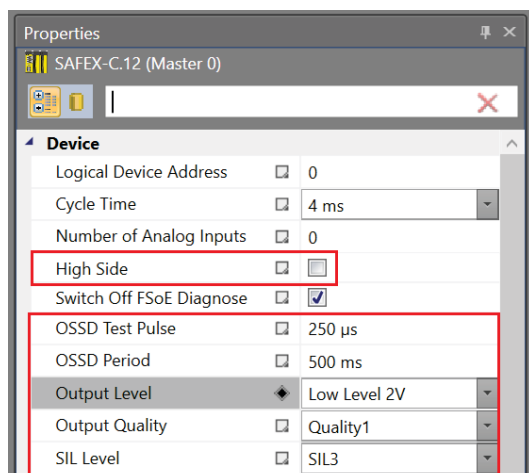 Properties
SAFEX-C.12 (Master 0)
Device
Logical Device Address 0
Cycle Time 4 ms
Number of Analog Inputs 0
High Side
Switch Off FSoE Diagnose
OSSD Test Pulse 250 µs
OSSD Period 500 ms
Output Level Low Level 2V
Output Quality Quality1
SIL Level SIL3